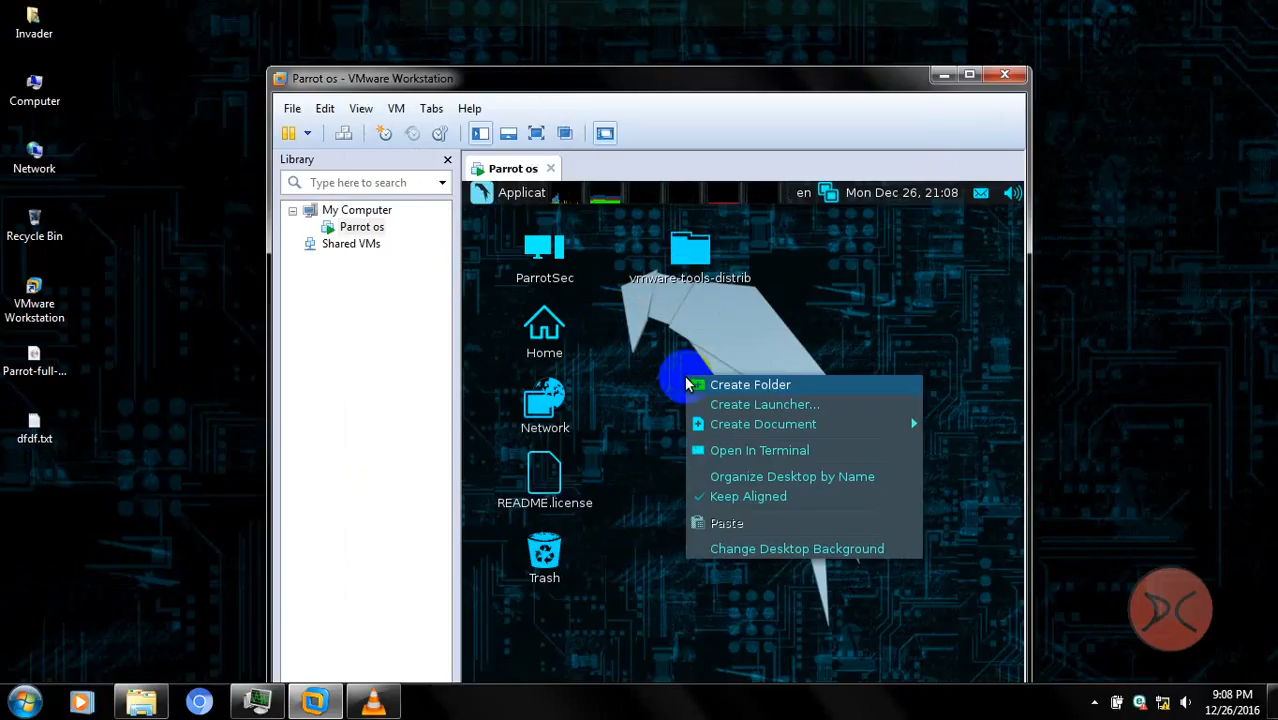 Invader
Computer
Network
Recycle Bin
VMware
Workstation
Parrot-full-...
dfdf.txt
Parrot os - VMware Workstation
File Edit View VM Tabs Help
Library
Type here to search
My Computer
Parrot os
Shared VMs
Parrot os
Applicat
en
Mon Dec 26, 21:08
ParrotSec
vmware-tools-distrib
Home
Network
README.license
Trash
Create Folder
Create Launcher...
Create Document
Open In Terminal
Organize Desktop by Name
Keep Aligned
Paste
Change Desktop Background
DC
9:08 PM
12/26/2016